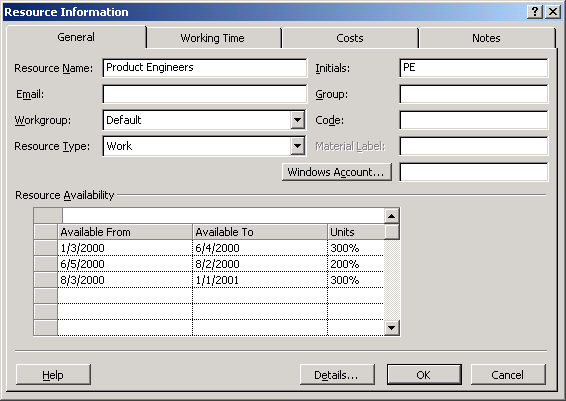 Resource Information
General Working Time Costs Notes
Resource Name: Product Engineers Initials: PE
Email: Group:
Workgroup: Default Code:
Resource Type: Work Material Label:
Windows Account...
Resource Availability
Available From Available To Units
1/3/2000 6/4/2000 300%
6/5/2000 8/2/2000 200%
8/3/2000 1/1/2001 300%
Help Details... OK Cancel